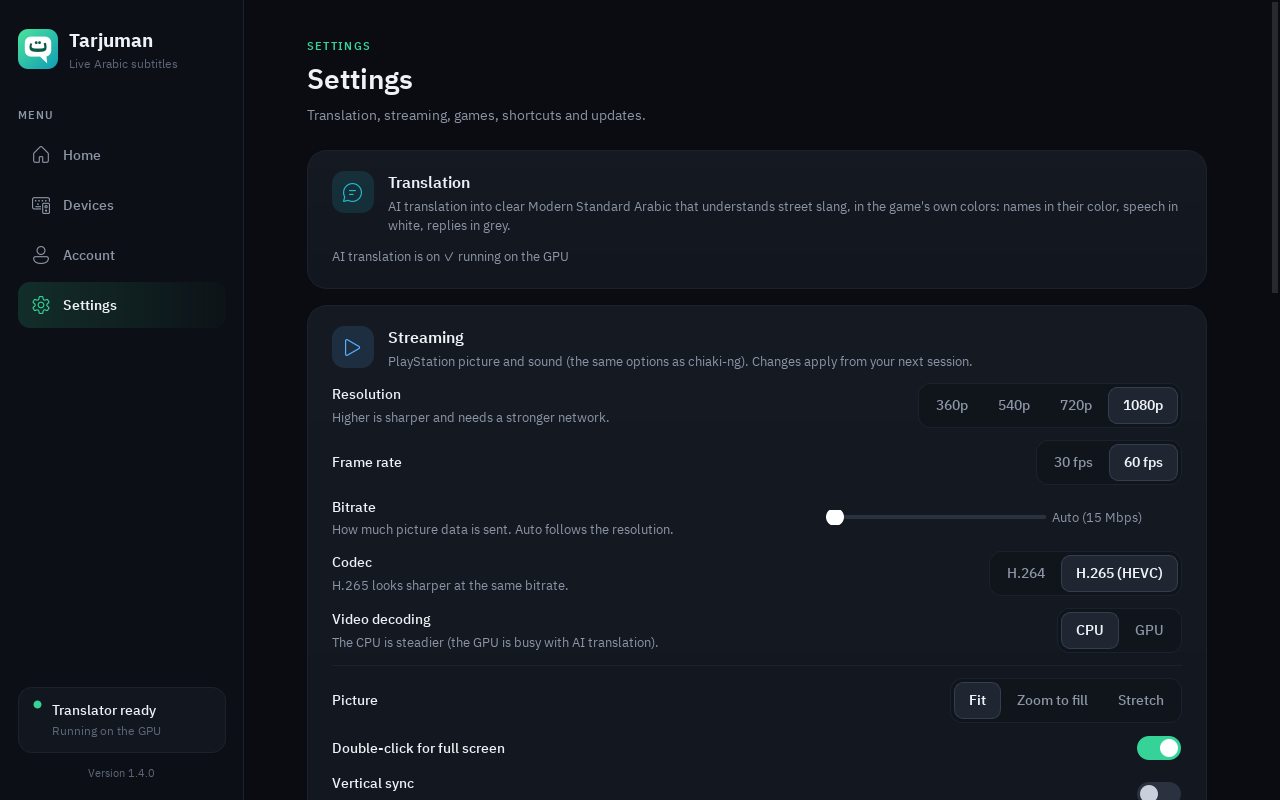 Tarjuman
Live Arabic subtitles
MENU
Home
Devices
Account
Settings
Translator ready
Running on the GPU
Version 1.4.0
SETTINGS
Settings
Translation, streaming, games, shortcuts and updates.
Translation
AI translation into clear Modern Standard Arabic that understands street slang, in the game's own colors: names in their color, speech in
white, replies in grey.
AI translation is on ✓ running on the GPU
Streaming
PlayStation picture and sound (the same options as chiaki-ng). Changes apply from your next session.
Resolution
Higher is sharper and needs a stronger network.
360p 540p 720p 1080p
Frame rate
30 fps 60 fps
Bitrate
How much picture data is sent. Auto follows the resolution.
Auto (15 Mbps)
Codec
H.265 looks sharper at the same bitrate.
H.264 H.265 (HEVC)
Video decoding
The CPU is steadier (the GPU is busy with AI translation).
CPU GPU
Picture
Fit Zoom to fill Stretch
Double-click for full screen
Vertical sync